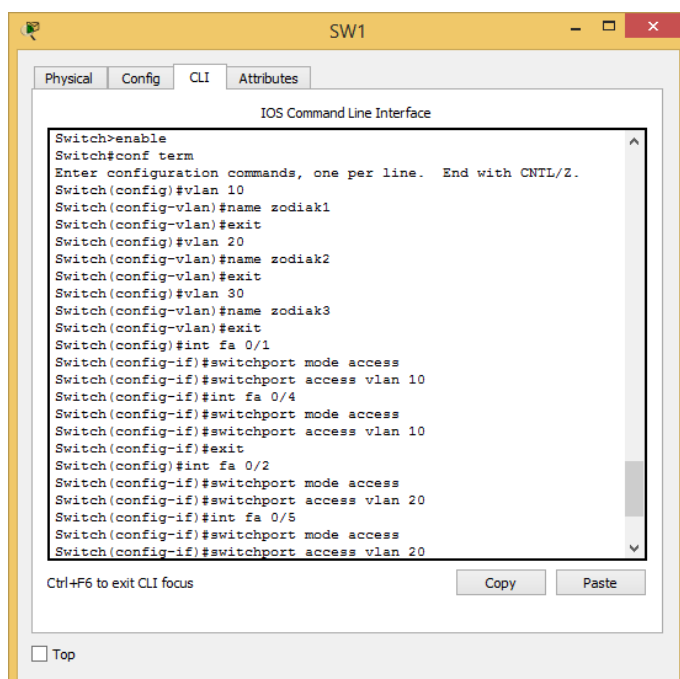 SW1
Physical Config CLI Attributes
IOS Command Line Interface
Switch>enable
Switch#conf term
Enter configuration commands, one per line.  End with CNTL/Z.
Switch(config)#vlan 10
Switch(config-vlan)#name zodiak1
Switch(config-vlan)#exit
Switch(config)#vlan 20
Switch(config-vlan)#name zodiak2
Switch(config-vlan)#exit
Switch(config)#vlan 30
Switch(config-vlan)#name zodiak3
Switch(config-vlan)#exit
Switch(config)#int fa 0/1
Switch(config-if)#switchport mode access
Switch(config-if)#switchport access vlan 10
Switch(config-if)#int fa 0/4
Switch(config-if)#switchport mode access
Switch(config-if)#switchport access vlan 10
Switch(config-if)#exit
Switch(config)#int fa 0/2
Switch(config-if)#switchport mode access
Switch(config-if)#switchport access vlan 20
Switch(config-if)#int fa 0/5
Switch(config-if)#switchport mode access
Switch(config-if)#switchport access vlan 20
Ctrl+F6 to exit CLI focus
Copy Paste
Top